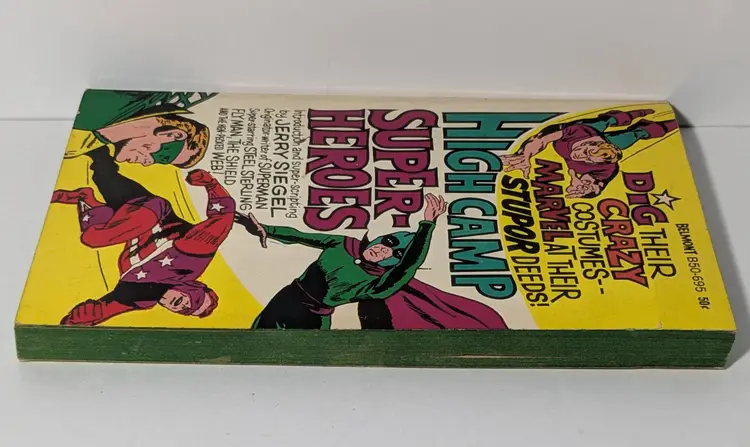 BELMONT B50-695 50¢
DIG THEIR
CRAZY
COSTUMES--
MARVEL AT THEIR
STUPOR DEEDS!
HIGH CAMP
SUPER-
HEROES
Introduction and super-scripting
by JERRY SIEGEL
Originator writer of SUPERMAN
Super-starring STEEL STERLING
FLY MAN, THE SHIELD
AND THE HEN-PECKED WEB!